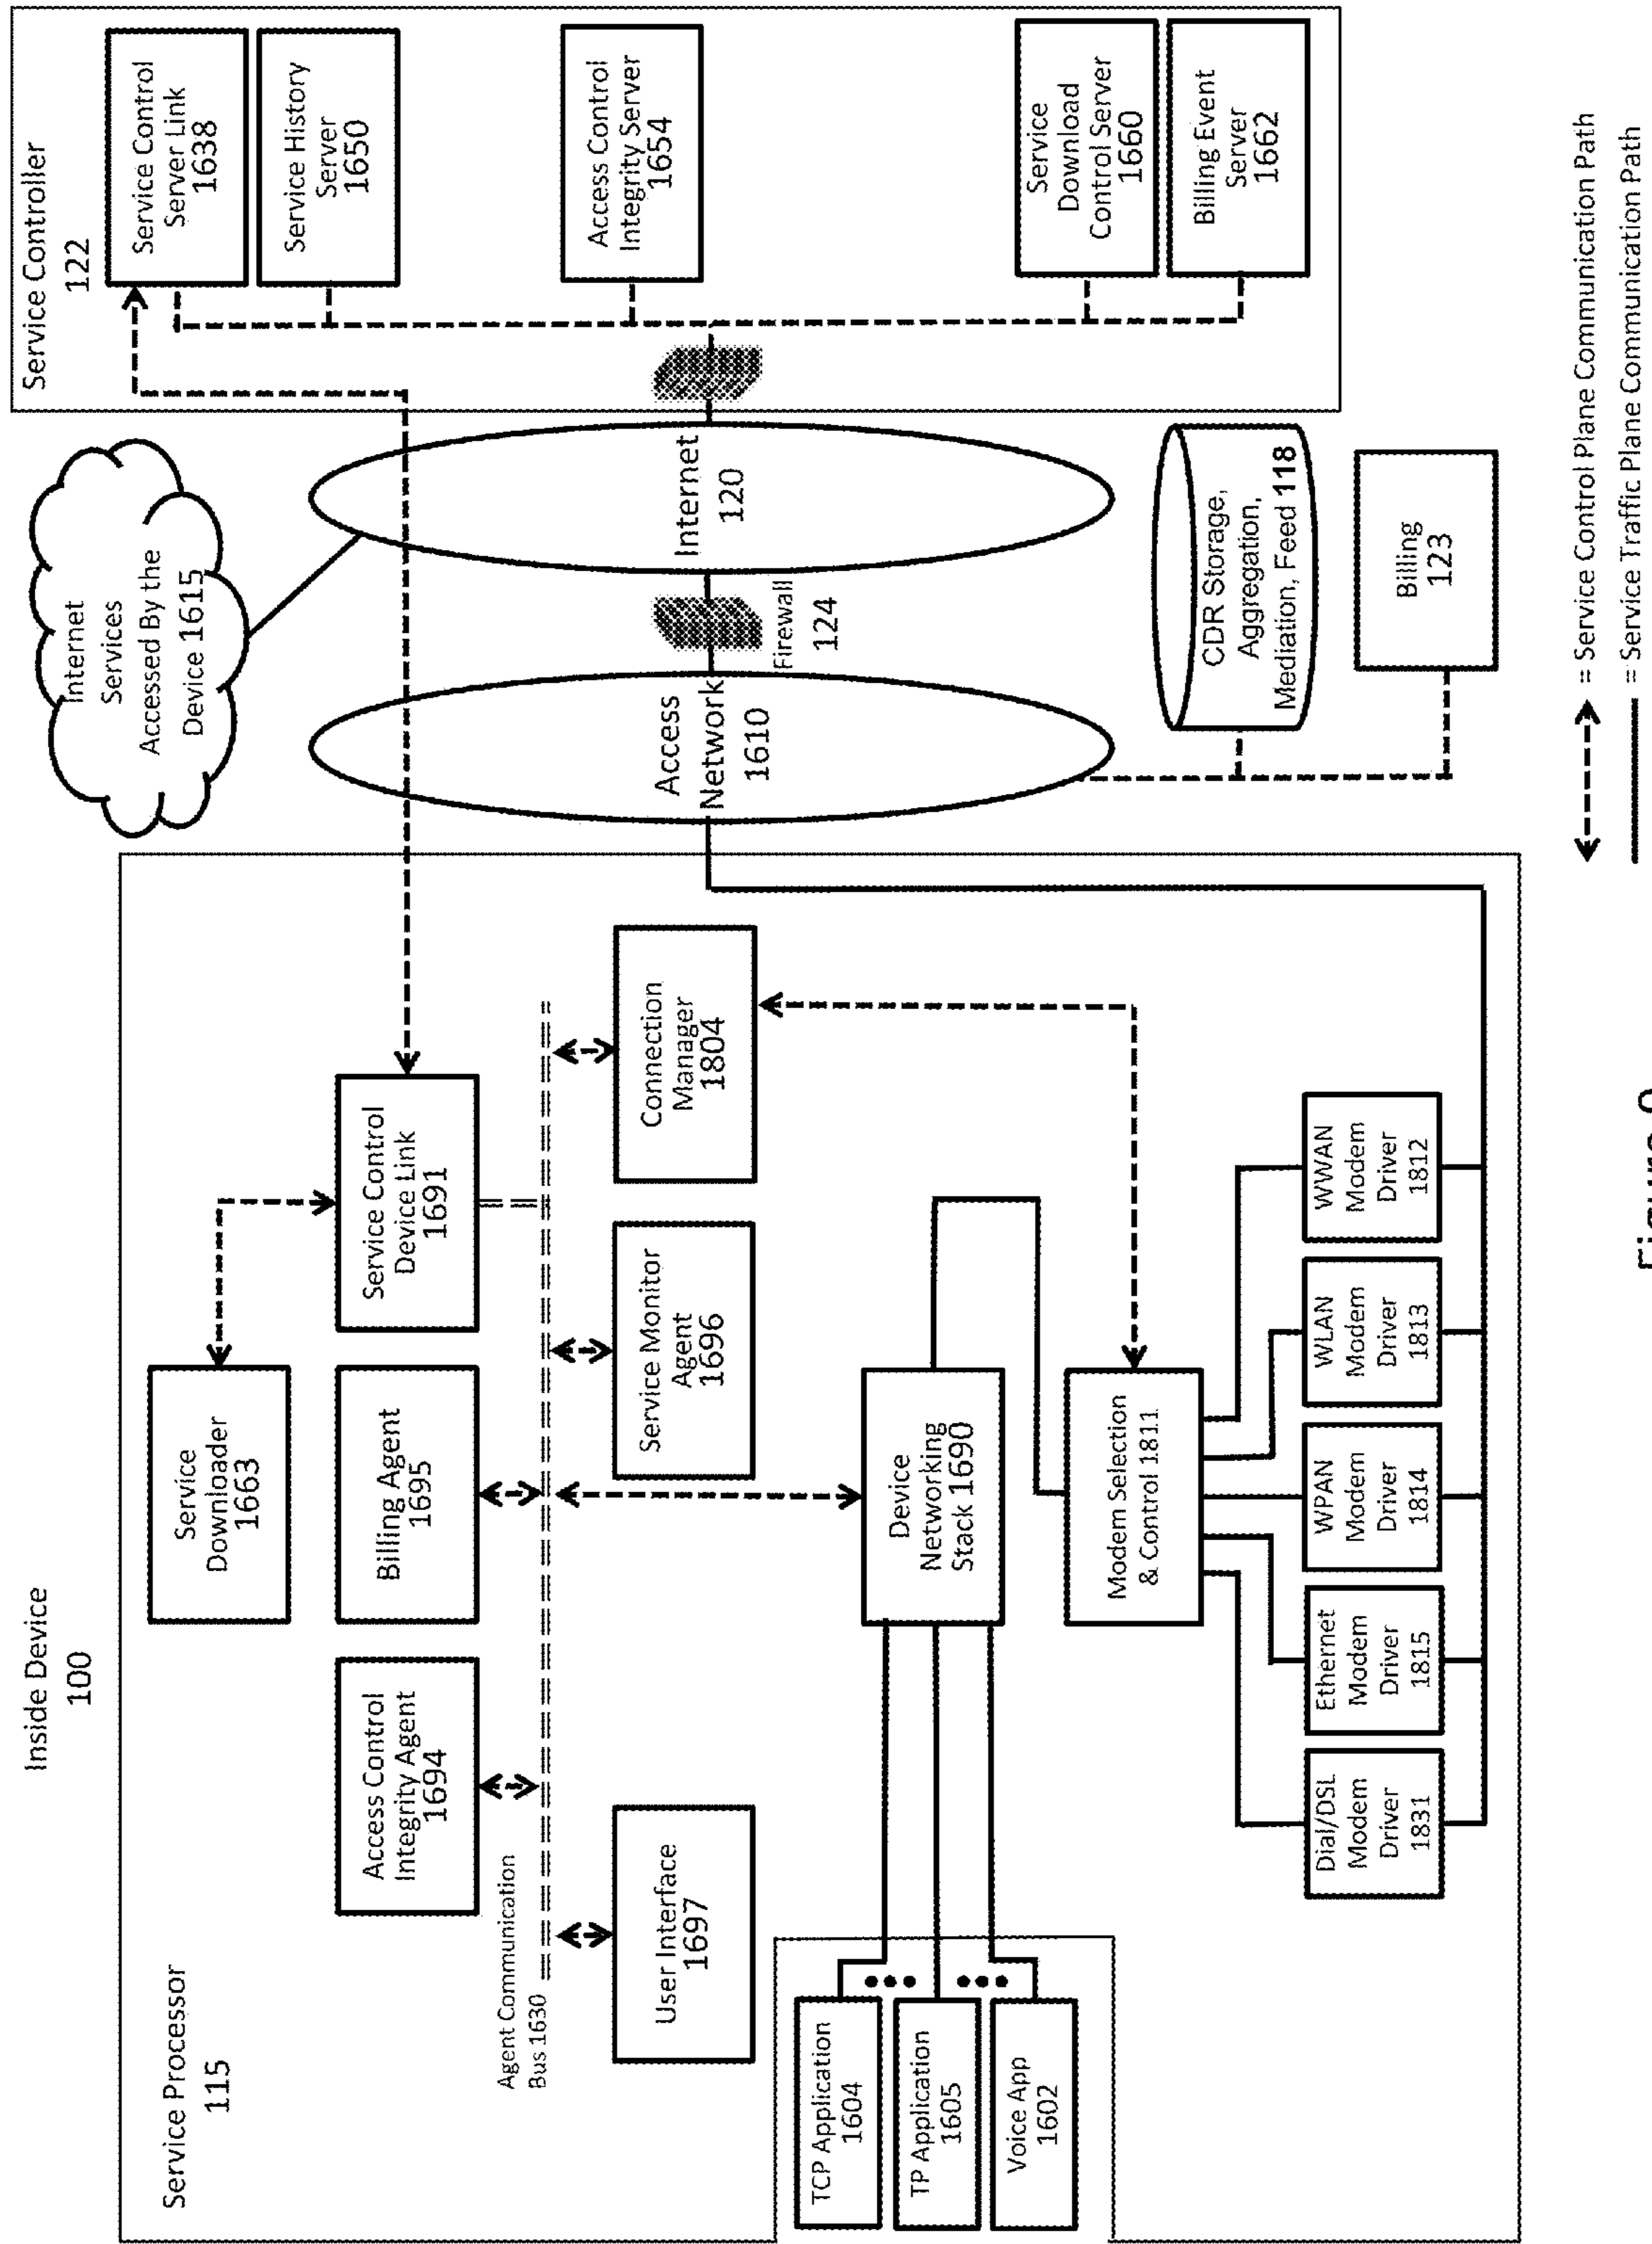 Inside Device
100
Service Processor
115
Service
Downloader
1663
Access Control
Integrity Agent
1694
Billing Agent
1695
Service Control
Device Link
1691
Agent Communication
Bus 1630
User Interface
1697
Service Monitor
Agent
1696
Connection
Manager
1804
TCP Application
1604
TP Application
1605
Voice App
1602
Device
Networking
Stack 1690
Modem Selection
& Control 1811
Dial/DSL
Modem
Driver
1831
Ethernet
Modem
Driver
1815
WPAN
Modem
Driver
1814
WLAN
Modem
Driver
1813
WWAN
Modem
Driver
1812
Internet
Services
Accessed By the
Device 1615
Access
Network
1610
Firewall
124
Internet
120
CDR Storage,
Aggregation,
Mediation, Feed 118
Billing
123
Service Controller
122
Service Control
Server Link
1638
Service History
Server
1650
Access Control
Integrity Server
1654
Service
Download
Control Server
1660
Billing Event
Server
1662
= Service Control Plane Communication Path
= Service Traffic Plane Communication Path